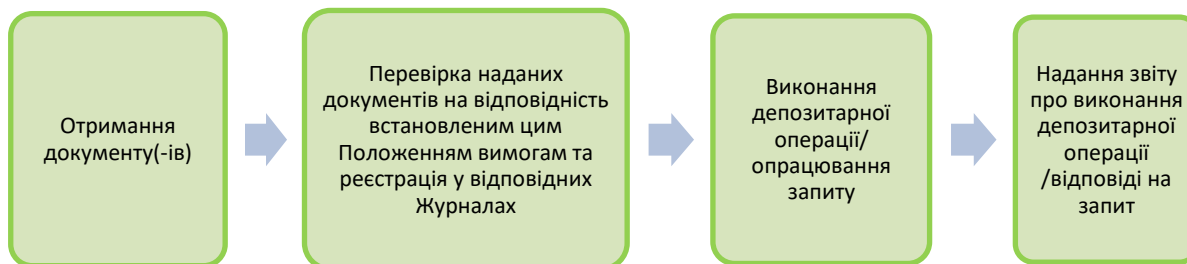 Отримання
документу(-ів)
Перевірка наданих
документів на відповідність
встановленим цим
Положенням вимогам та
реєстрація у відповідних
Журналах
Виконання
депозитарної
операції/
опрацювання
запиту
Надання звіту
про виконання
депозитарної
операції
/відповіді на
запит